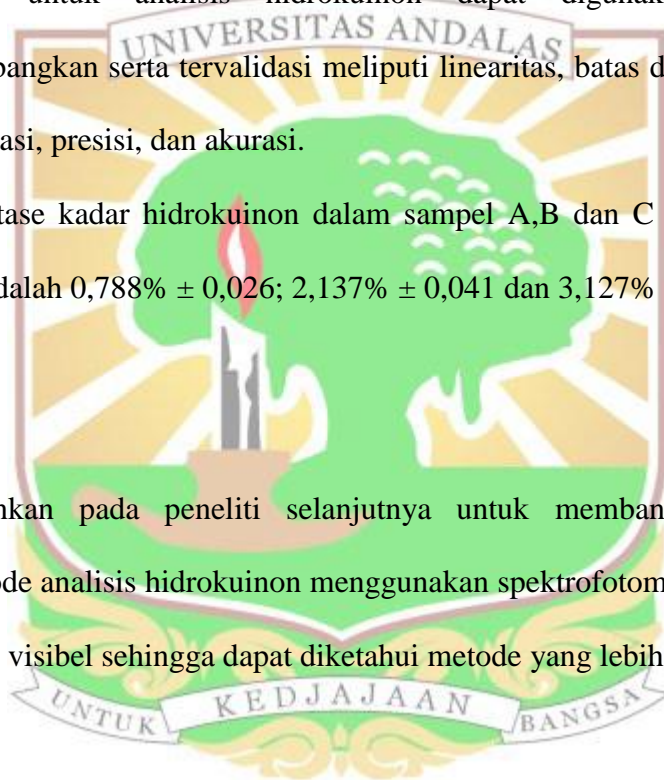 untuk analisis hidrokuinon dapat digunak
UNIVERSITAS ANDALAS
bangkan serta tervalidasi meliputi linearitas, batas d
asi, presisi, dan akurasi.
tase kadar hidrokuinon dalam sampel A,B dan C
dalah 0,788% ± 0,026; 2,137% ± 0,041 dan 3,127%
nkan pada peneliti selanjutnya untuk memban
de analisis hidrokuinon menggunakan spektrofotom
visibel sehingga dapat diketahui metode yang lebih
UNTUK KEDJAJAAN BANGSA